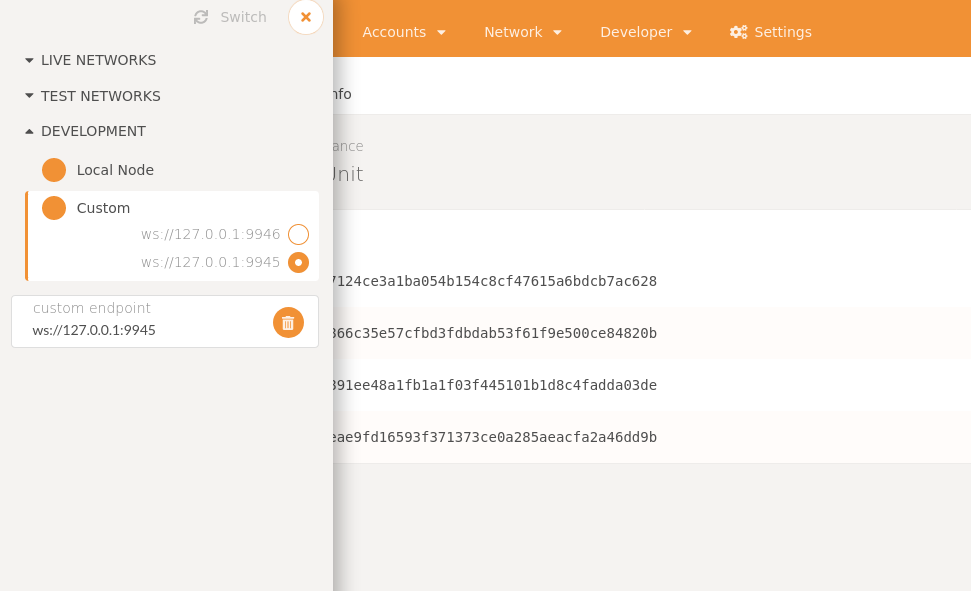 Switch
LIVE NETWORKS
TEST NETWORKS
DEVELOPMENT
Local Node
Custom
ws://127.0.0.1:9946
ws://127.0.0.1:9945
custom endpoint
ws://127.0.0.1:9945
Accounts Network Developer Settings
nfo
ance
Unit
7124ce3a1ba054b154c8cf47615a6bdcb7ac628
366c35e57cfbd3fdbdab53f61f9e500ce84820b
391ee48a1fb1a1f03f445101b1d8c4fadda03de
eae9fd16593f371373ce0a285aeacfa2a46dd9b